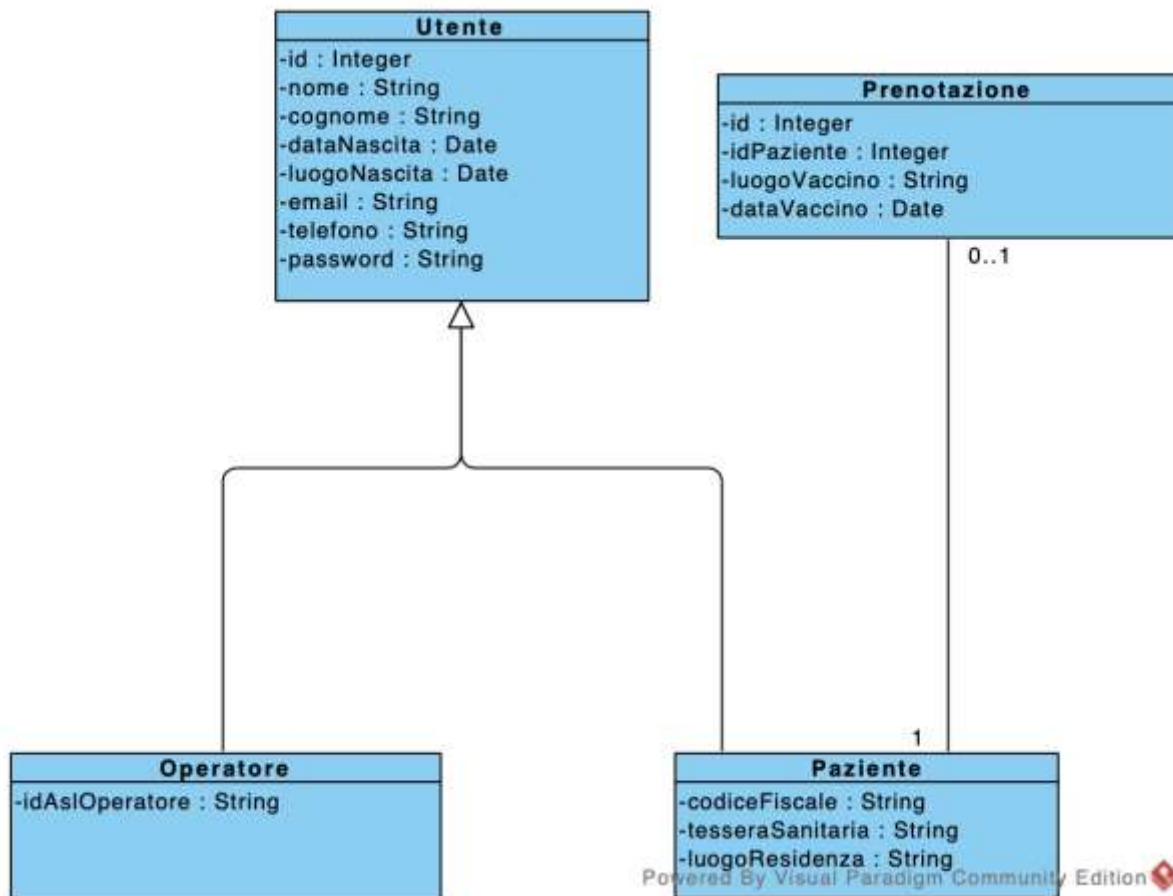 Utente
-id : Integer
-nome : String
-cognome : String
-dataNascita : Date
-luogoNascita : Date
-email : String
-telefono : String
-password : String
Prenotazione
-id : Integer
-idPaziente : Integer
-luogoVaccino : String
-dataVaccino : Date
0..1
1
Operatore
-idAslOperatore : String
Paziente
-codiceFiscale : String
-tesseraSanitaria : String
-luogoResidenza : String
Powered By Visual Paradigm Community Edition